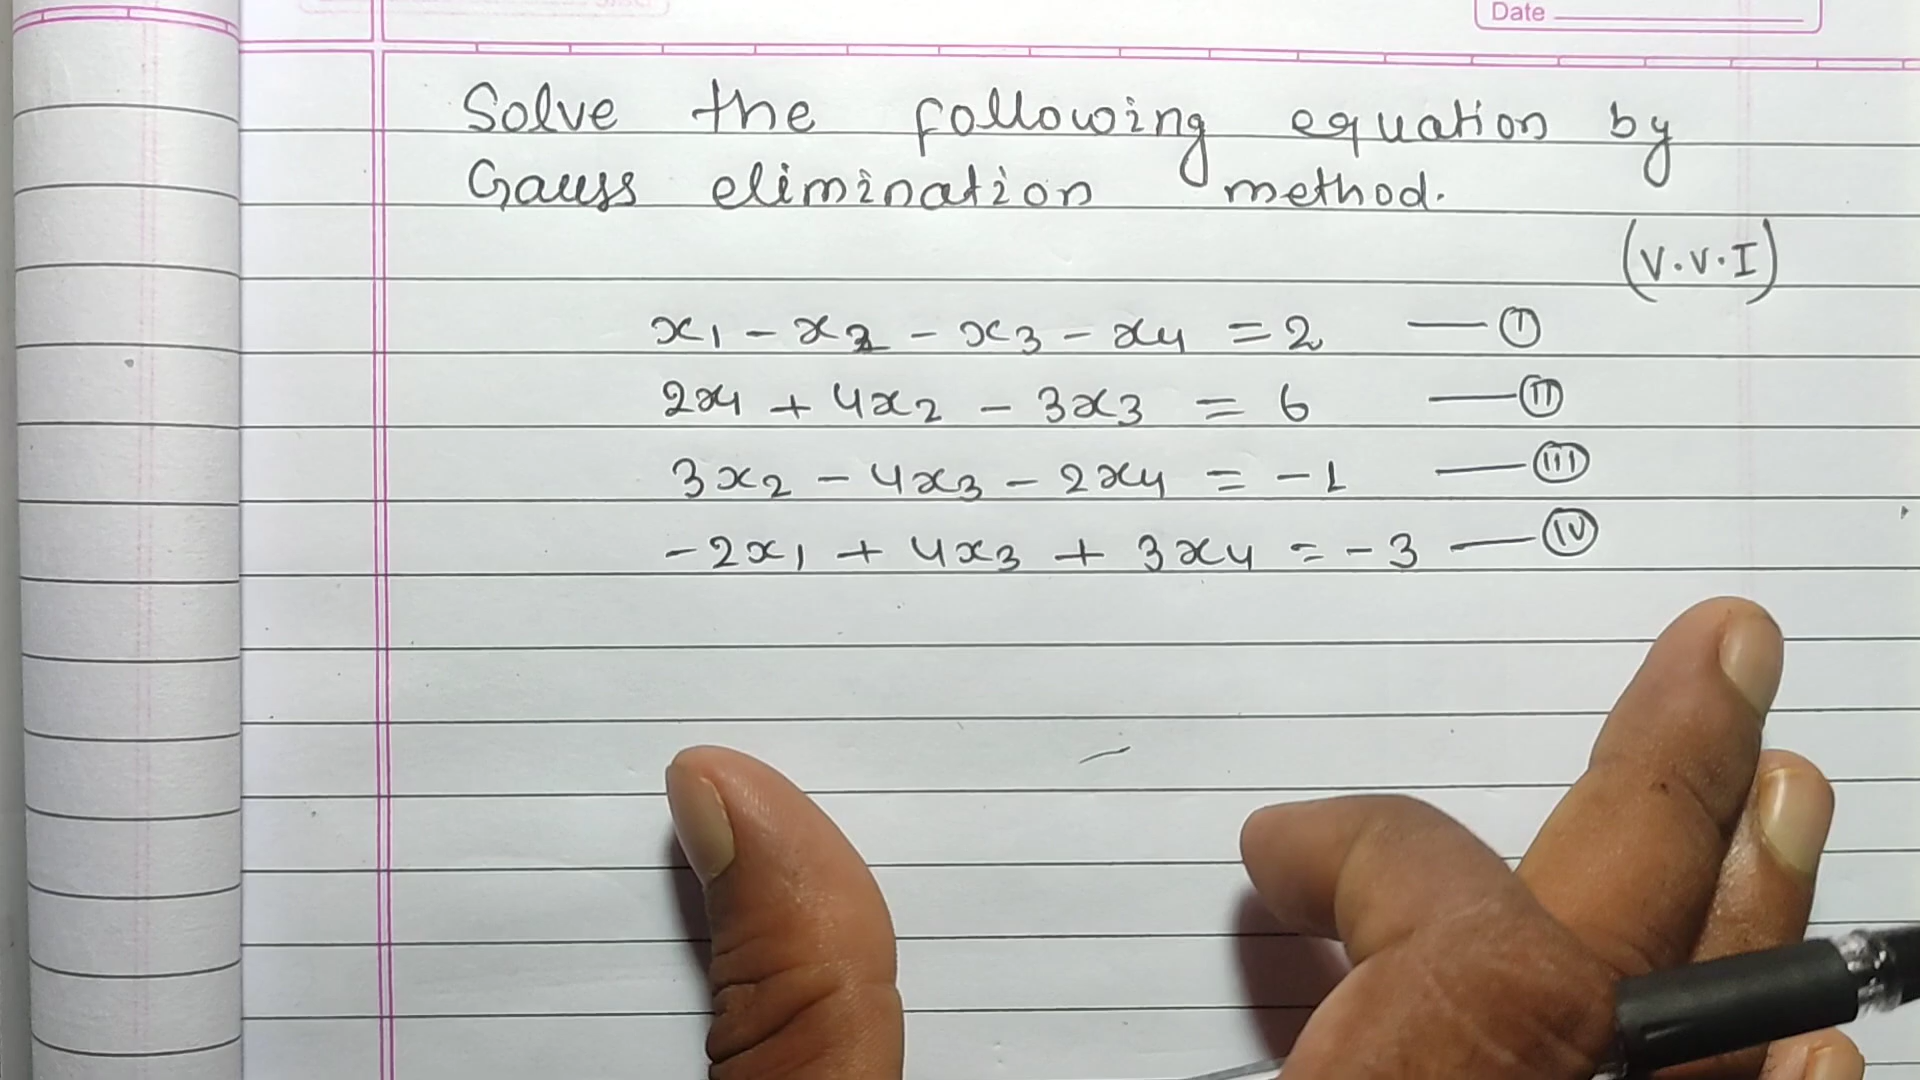 Date
Solve the following equation by
Gauss elimination method.
(V.V.I)
x₁ - x₂ - x₃ - x₄ = 2 — (I)
2x₁ + 4x₂ - 3x₃ = 6 — (II)
3x₂ - 4x₃ - 2x₄ = -1 — (III)
-2x₁ + 4x₃ + 3x₄ = -3 — (IV)